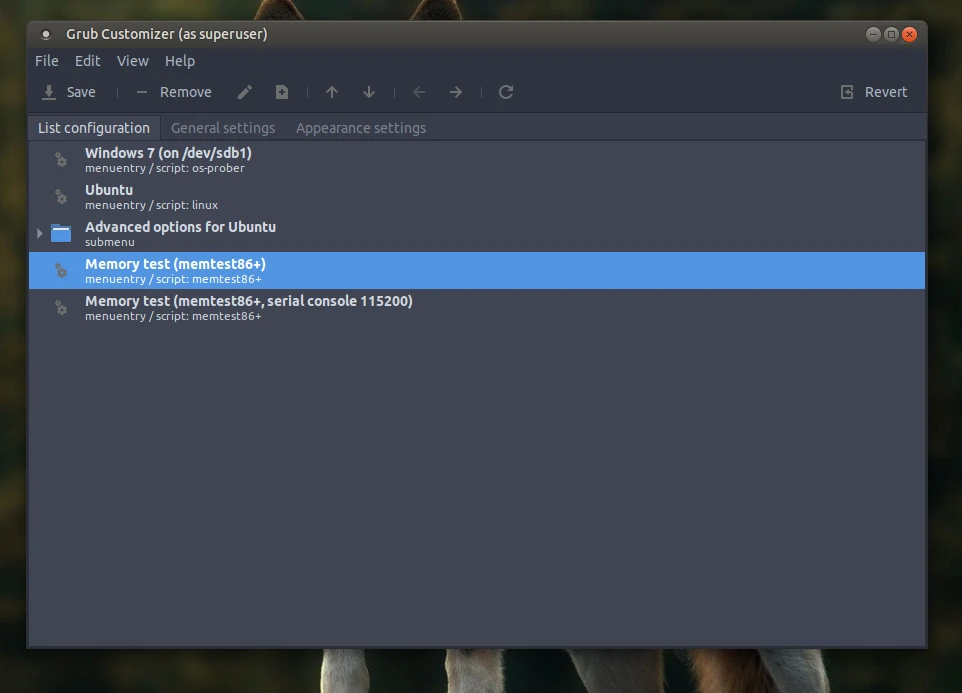 Grub Customizer (as superuser)
File Edit View Help
Save Remove Revert
List configuration General settings Appearance settings
Windows 7 (on /dev/sdb1)
menuentry / script: os-prober
Ubuntu
menuentry / script: linux
Advanced options for Ubuntu
submenu
Memory test (memtest86+)
menuentry / script: memtest86+
Memory test (memtest86+, serial console 115200)
menuentry / script: memtest86+